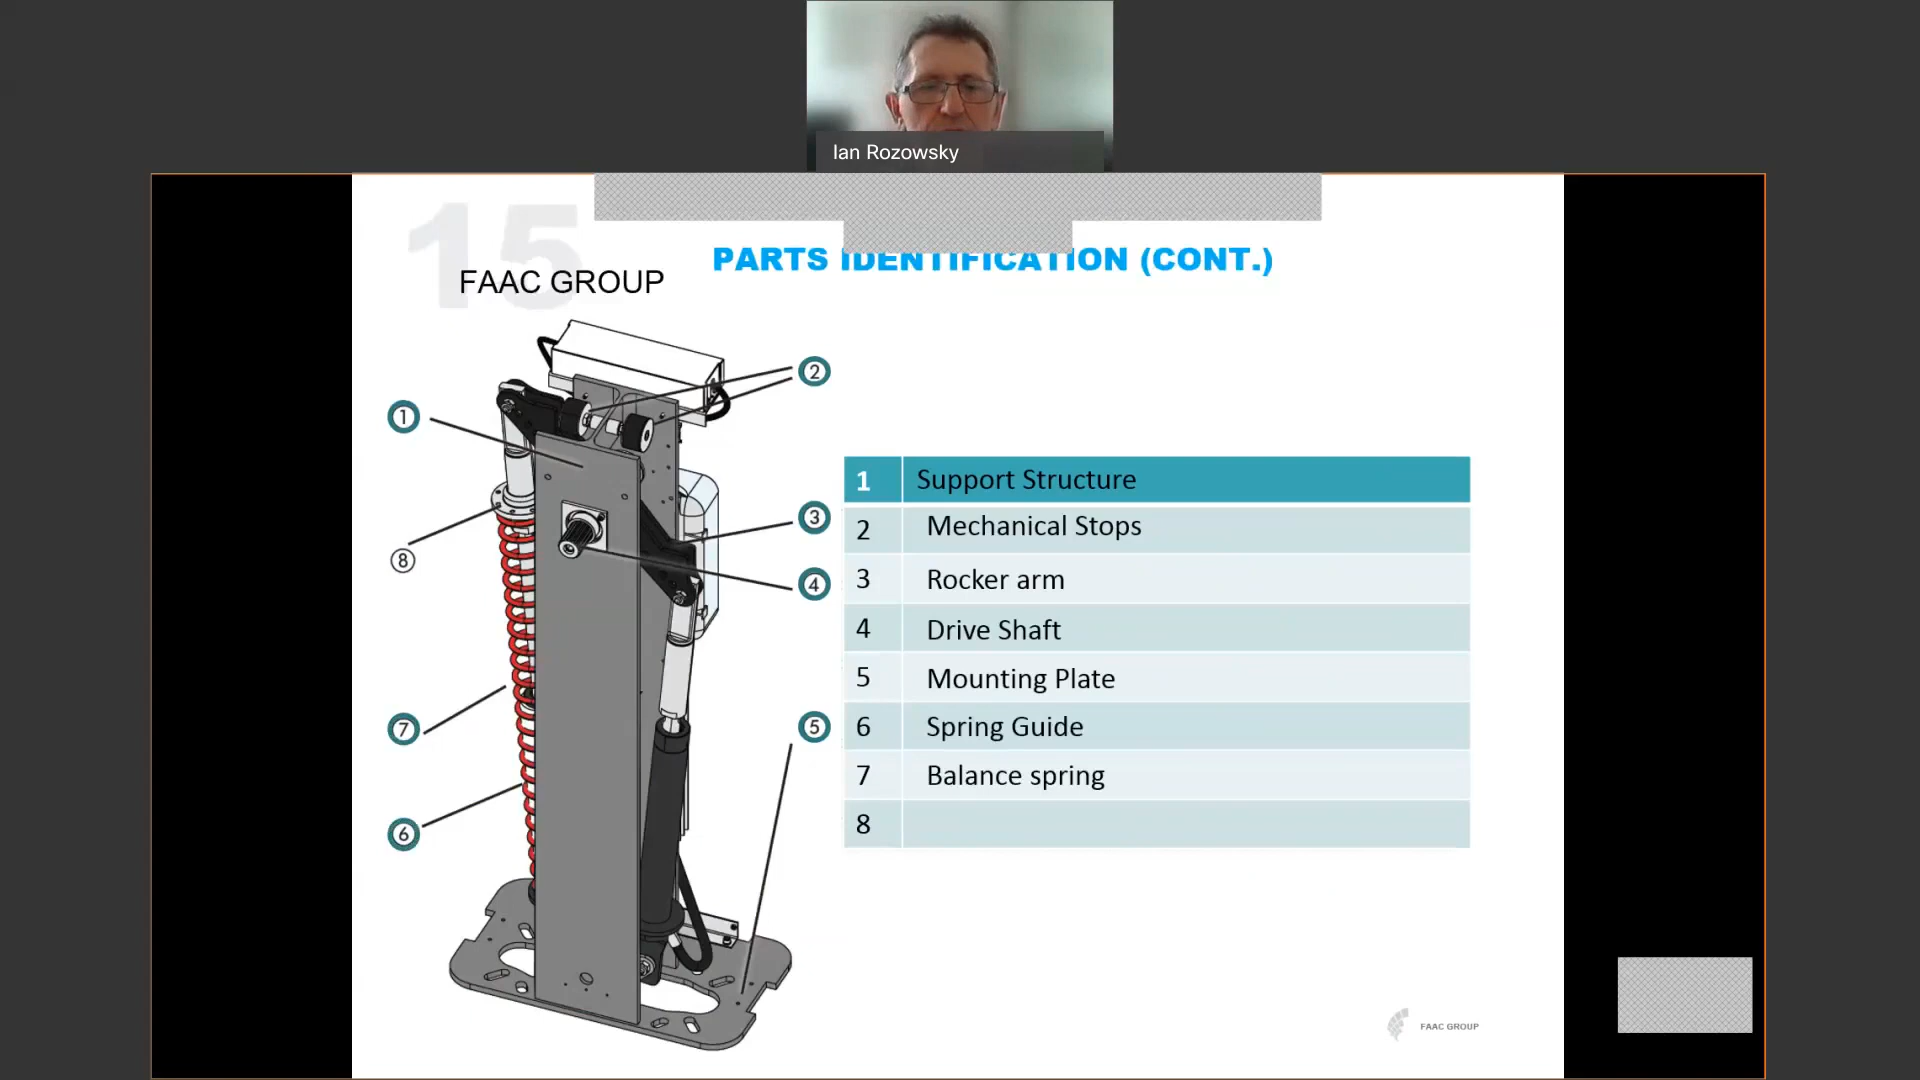 Ian Rozowsky
15
PARTS IDENTIFICATION (CONT.)
FAAC GROUP
2
1
3
8
4
7
5
6
1 Support Structure
2 Mechanical Stops
3 Rocker arm
4 Drive Shaft
5 Mounting Plate
6 Spring Guide
7 Balance spring
8
FAAC GROUP